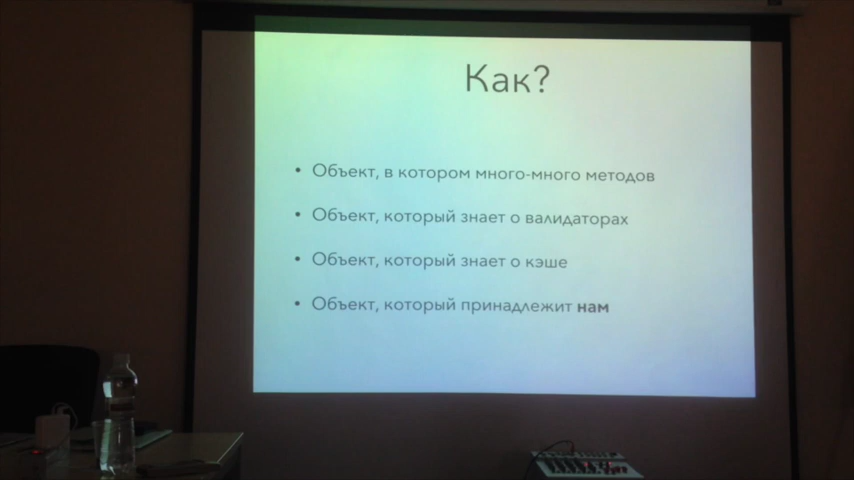 Как?
• Объект, в котором много-много методов
• Объект, который знает о валидаторах
• Объект, который знает о кэше
• Объект, который принадлежит нам